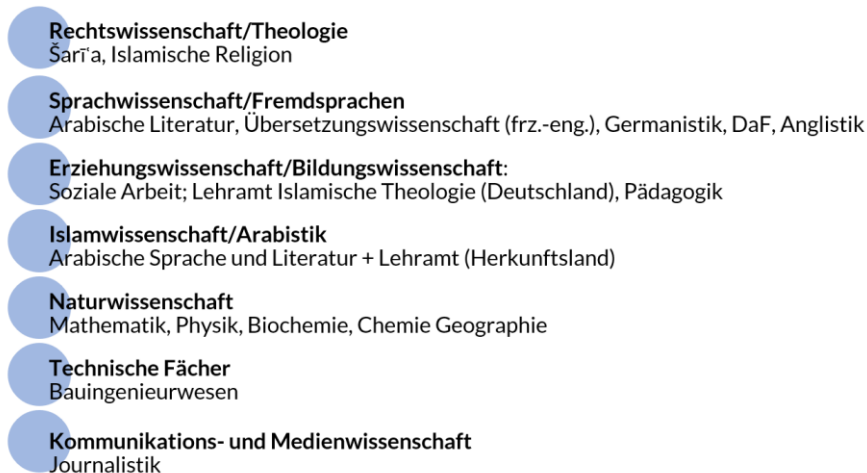 Rechtswissenschaft/Theologie
Šarīʿa, Islamische Religion
Sprachwissenschaft/Fremdsprachen
Arabische Literatur, Übersetzungswissenschaft (frz.-eng.), Germanistik, DaF, Anglistik
Erziehungswissenschaft/Bildungswissenschaft:
Soziale Arbeit; Lehramt Islamische Theologie (Deutschland), Pädagogik
Islamwissenschaft/Arabistik
Arabische Sprache und Literatur + Lehramt (Herkunftsland)
Naturwissenschaft
Mathematik, Physik, Biochemie, Chemie Geographie
Technische Fächer
Bauingenieurwesen
Kommunikations- und Medienwissenschaft
Journalistik